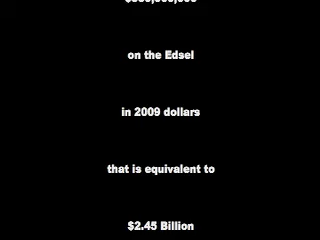 on the Edsel
in 2009 dollars
that is equivalent to
$2.45 Billion